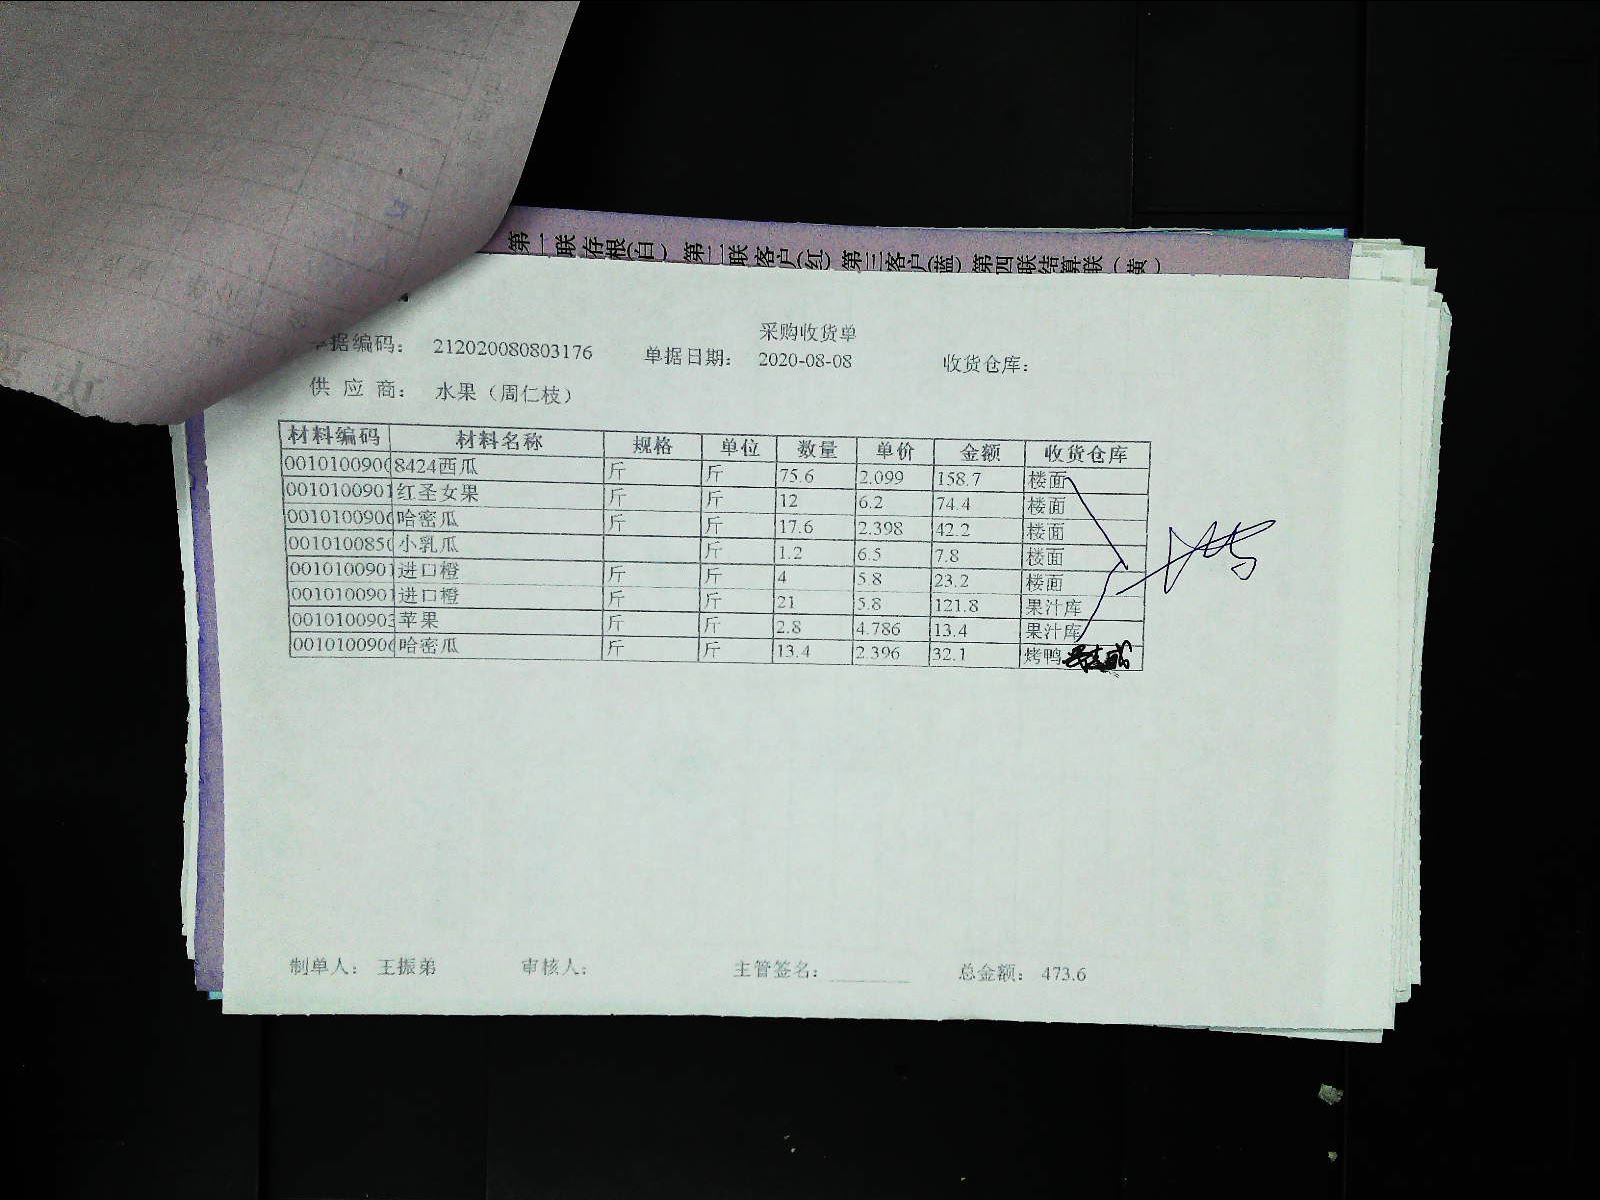 第一联存根(白) 第二联客户(红) 第三客户(蓝) 第四联结算联(黄)
采购收货单
单据编码: 212020080803176 单据日期: 2020-08-08 收货仓库:
供 应 商: 水果(周仁枝)
材料编码 材料名称 规格 单位 数量 单价 金额 收货仓库
0010100900 8424西瓜 斤 斤 75.6 2.099 158.7 楼面
0010100901 红圣女果 斤 斤 12 6.2 74.4 楼面
001010090 哈密瓜 斤 斤 17.6 2.398 42.2 楼面
001010085 小乳瓜 斤 1.2 6.5 7.8 楼面
0010100901 进口橙 斤 斤 4 5.8 23.2 楼面
0010100901 进口橙 斤 斤 21 5.8 121.8 果汁库
001010090 苹果 斤 斤 2.8 4.786 13.4 果汁库
001010090 哈密瓜 斤 斤 13.4 2.396 32.1 烤鸭
制单人: 王振弟 审核人: 主管签名: 总金额: 473.6